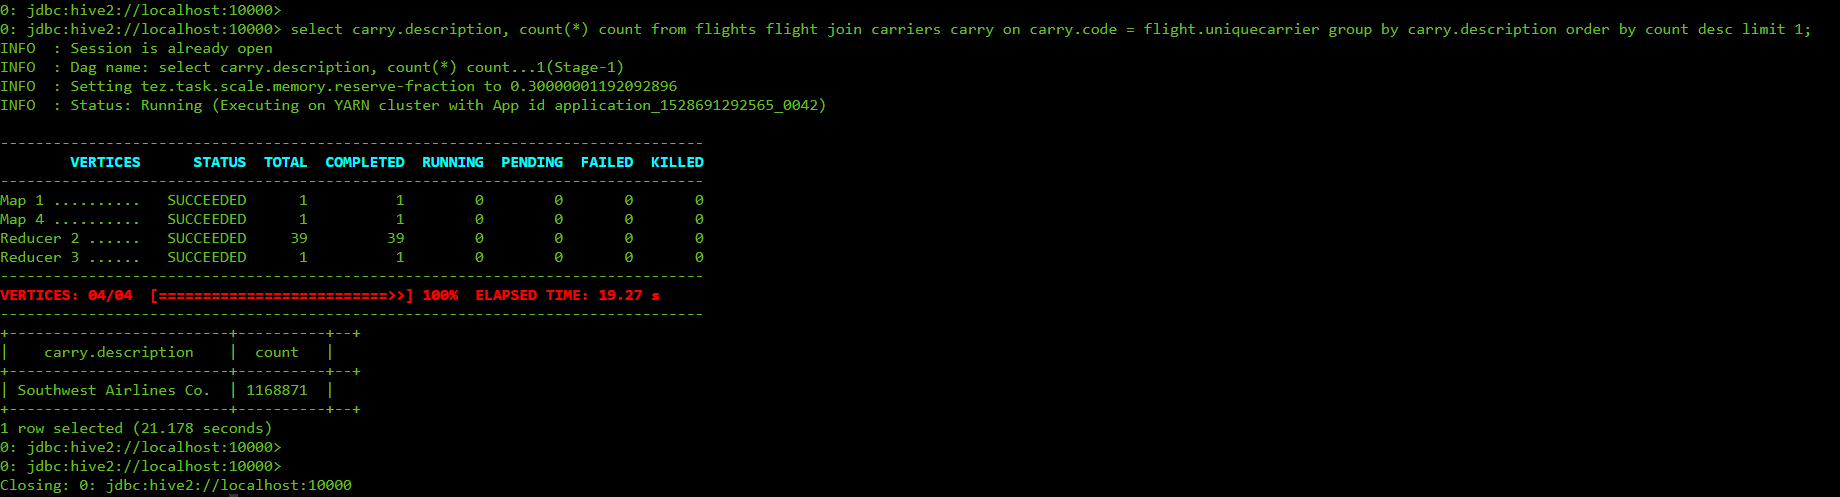 0: jdbc:hive2://localhost:10000>
0: jdbc:hive2://localhost:10000> select carry.description, count(*) count from flights flight join carriers carry on carry.code = flight.uniquecarrier group by carry.description order by count desc limit 1;
INFO  : Session is already open
INFO  : Dag name: select carry.description, count(*) count...1(Stage-1)
INFO  : Setting tez.task.scale.memory.reserve-fraction to 0.30000001192092896
INFO  : Status: Running (Executing on YARN cluster with App id application_1528691292565_0042)
--------------------------------------------------------------------------------
        VERTICES      STATUS  TOTAL  COMPLETED  RUNNING  PENDING  FAILED  KILLED
--------------------------------------------------------------------------------
Map 1 ..........   SUCCEEDED      1          1        0        0       0       0
Map 4 ..........   SUCCEEDED      1          1        0        0       0       0
Reducer 2 ......   SUCCEEDED     39         39        0        0       0       0
Reducer 3 ......   SUCCEEDED      1          1        0        0       0       0
--------------------------------------------------------------------------------
VERTICES: 04/04  [==========================>>] 100%  ELAPSED TIME: 19.27 s
--------------------------------------------------------------------------------
+-------------------------+----------+--+
|    carry.description    |  count   |
+-------------------------+----------+--+
| Southwest Airlines Co.  | 1168871  |
+-------------------------+----------+--+
1 row selected (21.178 seconds)
0: jdbc:hive2://localhost:10000>
0: jdbc:hive2://localhost:10000>
Closing: 0: jdbc:hive2://localhost:10000